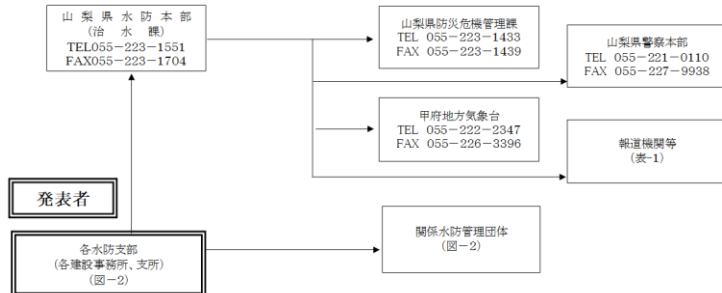 山梨県水防本部
(治水課)
TEL055－223－1551
FAX055－223－1704
山梨県防災危機管理課
TEL 055－223－1433
FAX 055－223－1439
山梨県警察本部
TEL 055－221－0110
FAX 055－227－9938
甲府地方気象台
TEL 055－222－2347
FAX 055－226－3396
報道機関等
(表-1)
発表者
各水防支部
(各建設事務所、支所)
(図－2)
関係水防管理団体
(図－2)